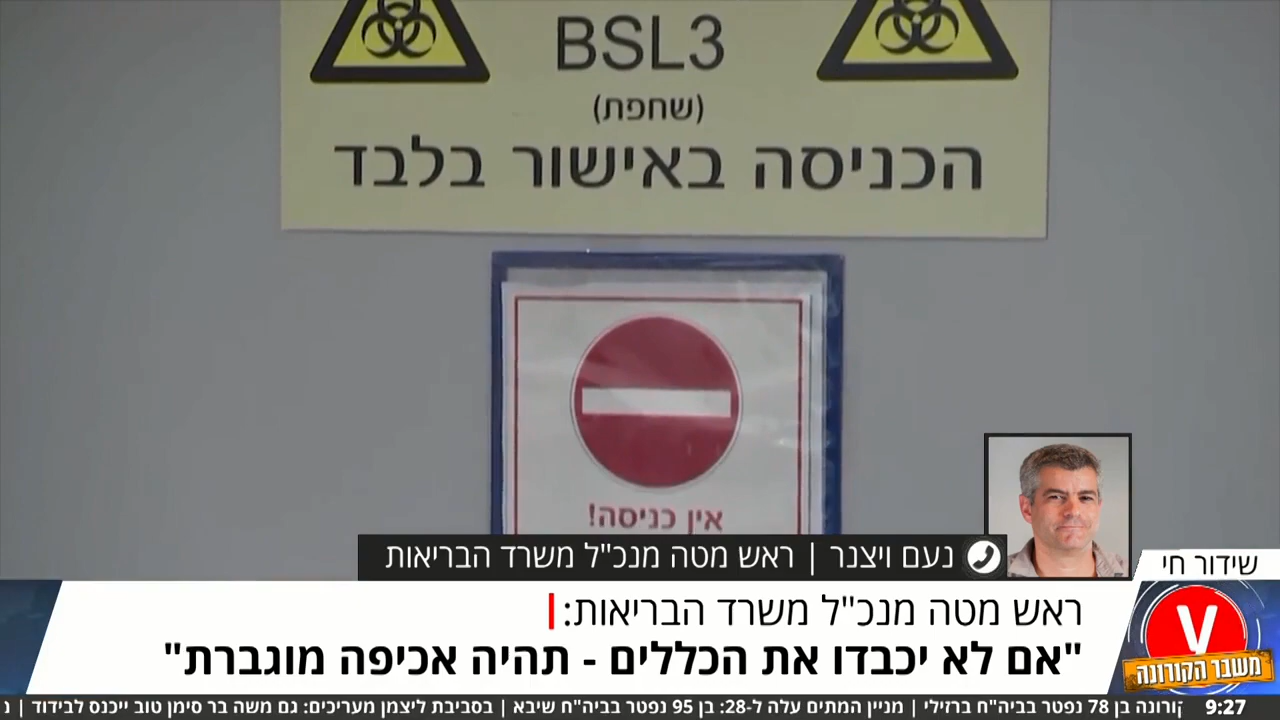 BSL3
(שחפת)
הכניסה באישור בלבד
אין כניסה!
נעם ויצנר | ראש מטה מנכ"ל משרד הבריאות
שידור חי
ראש מטה מנכ"ל משרד הבריאות:
"אם לא יכבדו את הכללים - תהיה אכיפה מוגברת"
V
משבר הקורונה
9:27
קורונה בן 78 נפטר בביה"ח ברזילי | מניין המתים עלה ל-28: בן 95 נפטר בביה"ח שיבא | בסביבת ליצמן מעריכים: גם משה בר סימן טוב ייכנס לבידוד |